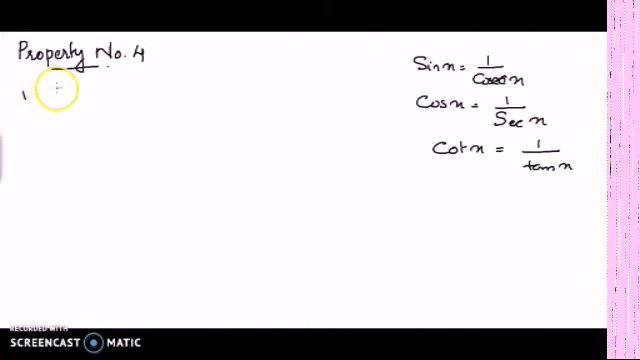 Property No. 4
Sin x = 1/Cosec x
Cos x = 1/Sec x
Cot x = 1/tan x
RECORDED WITH
SCREENCAST MATIC